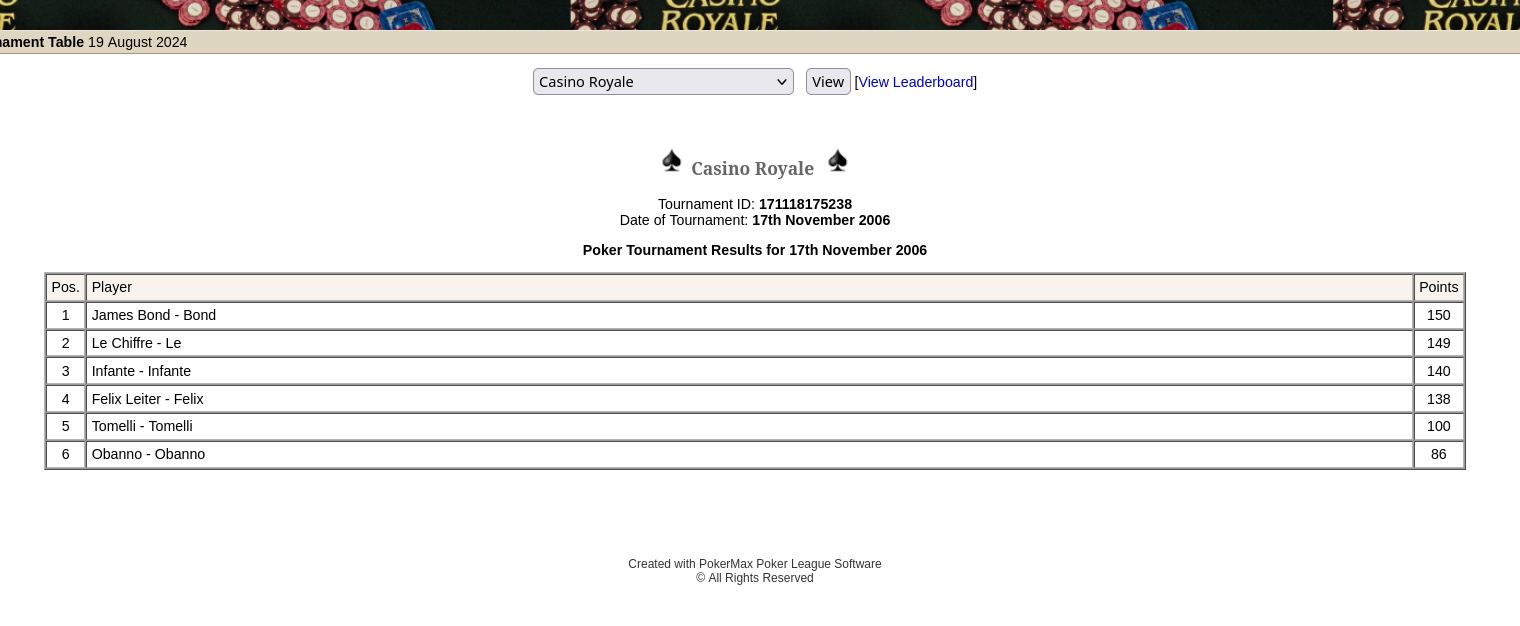 CASINO ROYALE CASINO ROYALE
nament Table 19 August 2024
Casino Royale View [View Leaderboard]
Casino Royale
Tournament ID: 171118175238
Date of Tournament: 17th November 2006
Poker Tournament Results for 17th November 2006
Pos. Player Points
1 James Bond - Bond 150
2 Le Chiffre - Le 149
3 Infante - Infante 140
4 Felix Leiter - Felix 138
5 Tomelli - Tomelli 100
6 Obanno - Obanno 86
Created with PokerMax Poker League Software
© All Rights Reserved